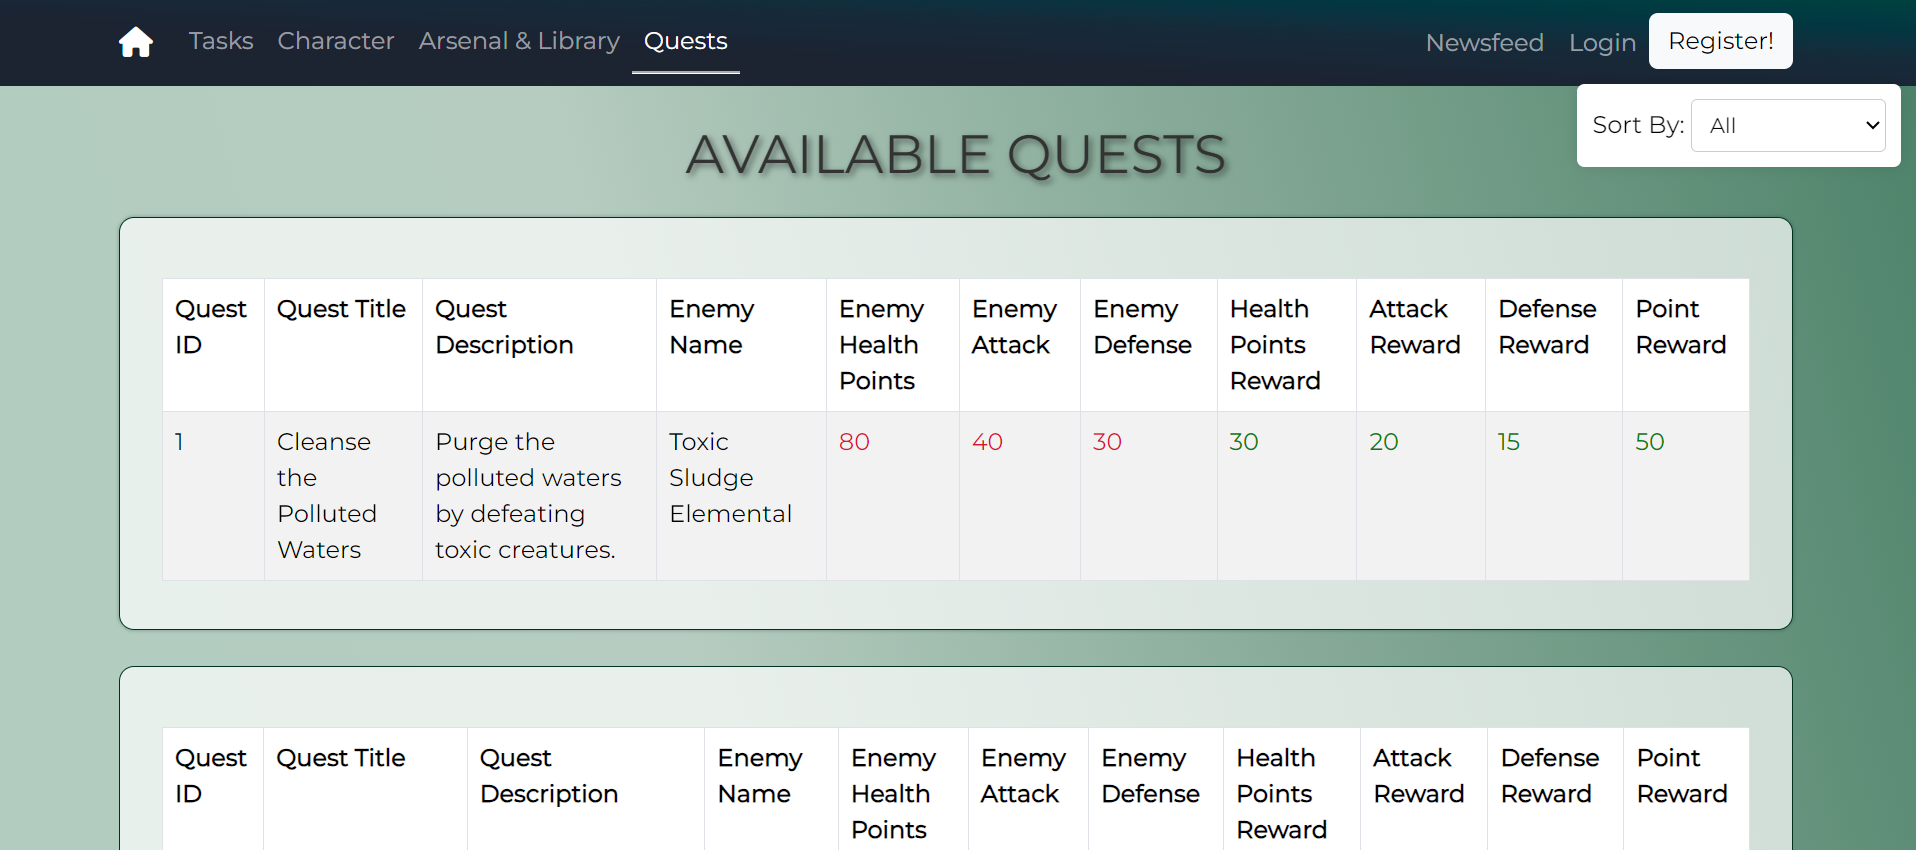 Tasks Character Arsenal & Library Quests Newsfeed Login Register!
Sort By: All
AVAILABLE QUESTS
Quest ID
Quest Title
Quest Description
Enemy Name
Enemy Health Points
Enemy Attack
Enemy Defense
Health Points Reward
Attack Reward
Defense Reward
Point Reward
1
Cleanse the Polluted Waters
Purge the polluted waters by defeating toxic creatures.
Toxic Sludge Elemental
80
40
30
30
20
15
50
Quest ID
Quest Title
Quest Description
Enemy Name
Enemy Health Points
Enemy Attack
Enemy Defense
Health Points Reward
Attack Reward
Defense Reward
Point Reward